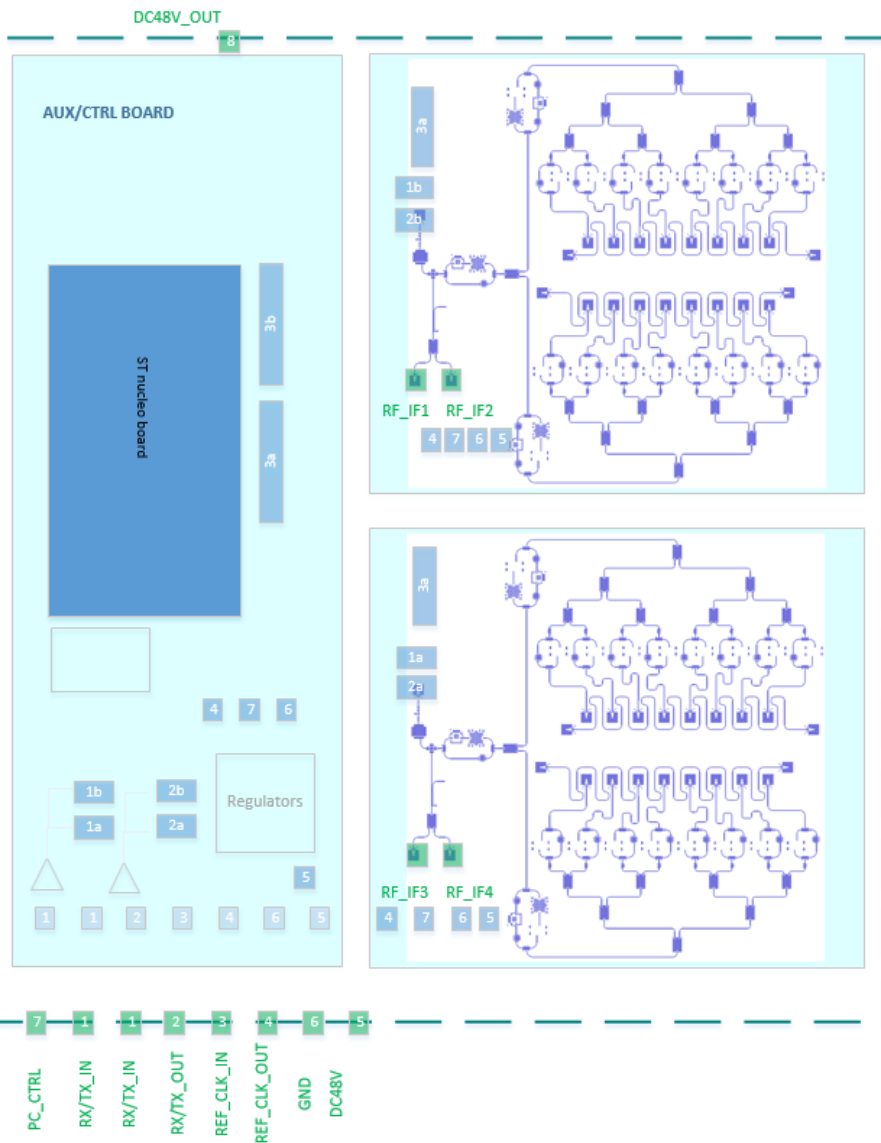 DC48V_OUT
8
AUX/CTRL BOARD
3a
1b
2b
ST nucleo board
3b
3a
RF_IF1 RF_IF2
4 7 6 5
3a
1a
2a
4 7 6
1b 2b
1a 2a
Regulators
5
RF_IF3 RF_IF4
4 7 6 5
1 1 2 3 4 6 5
7 1 1 2 3 4 6 5
PC_CTRL
RX/TX_IN
RX/TX_IN
RX/TX_OUT
REF_CLK_IN
REF_CLK_OUT
GND
DC48V